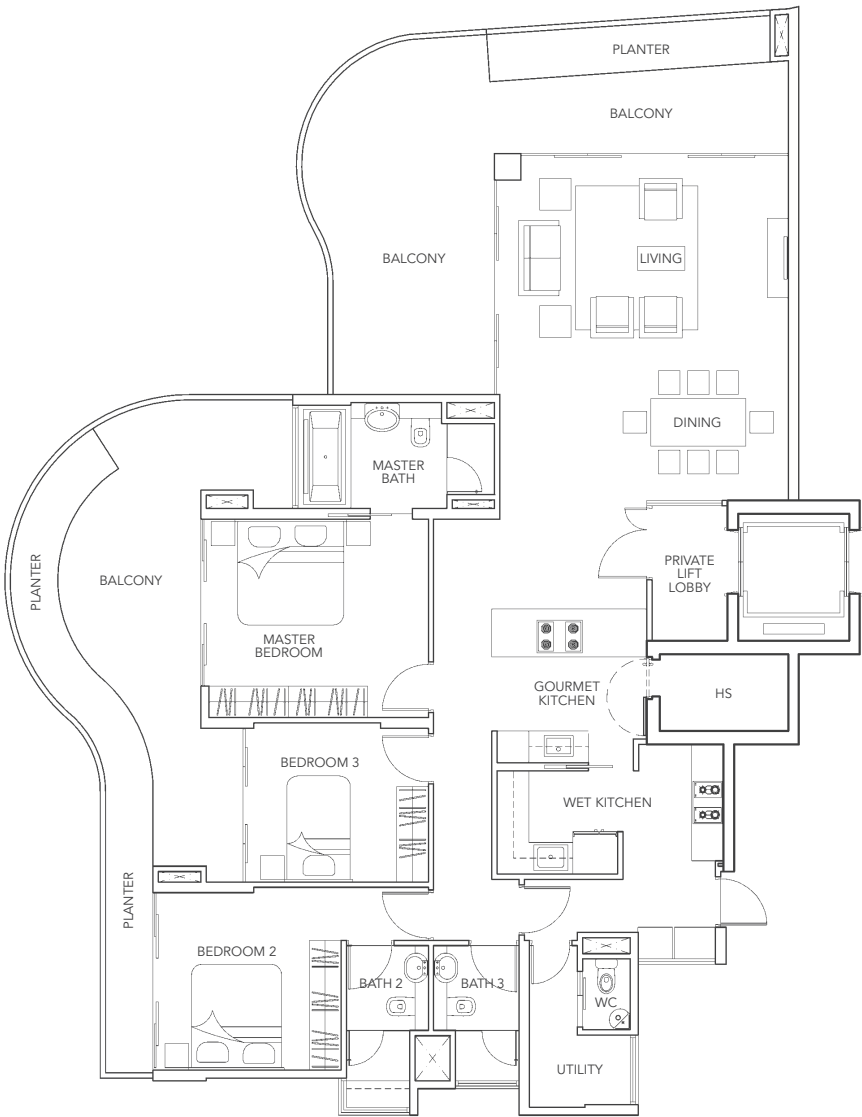 PLANTER
BALCONY
BALCONY
LIVING
DINING
MASTER
BATH
PRIVATE
LIFT
LOBBY
PLANTER
BALCONY
MASTER
BEDROOM
GOURMET
KITCHEN
HS
BEDROOM 3
WET KITCHEN
PLANTER
BEDROOM 2
BATH 2
BATH 3
WC
UTILITY